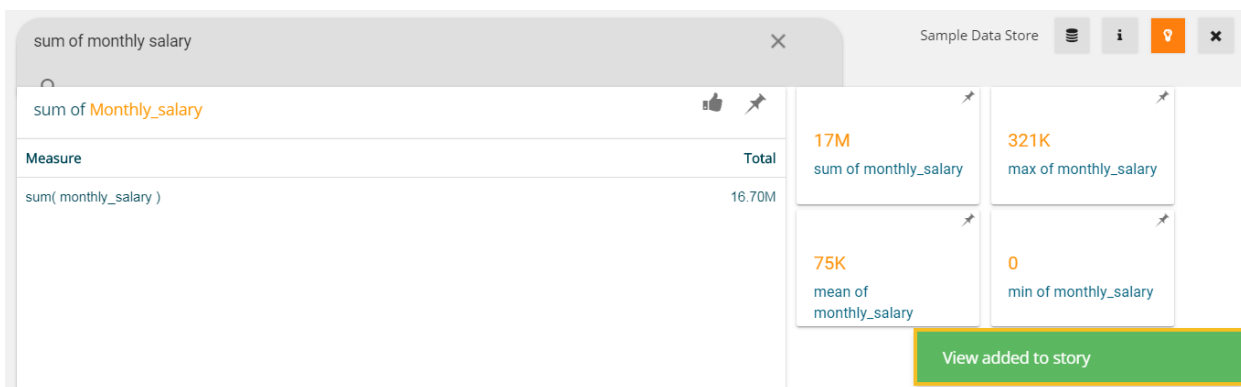 sum of monthly salary
Sample Data Store
sum of Monthly_salary
Measure Total
sum( monthly_salary ) 16.70M
17M
sum of monthly_salary
321K
max of monthly_salary
75K
mean of
monthly_salary
0
min of monthly_salary
View added to story